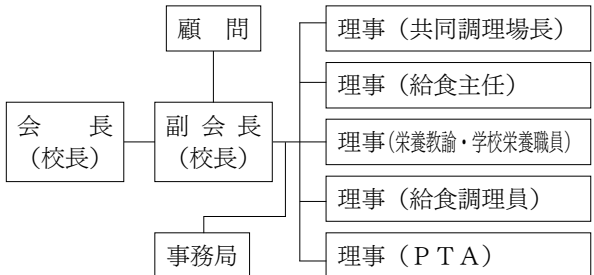 顧　問
会　長
（校長）
副 会 長
（校長）
事務局
理事（共同調理場長）
理事（給食主任）
理事（栄養教諭・学校栄養職員）
理事（給食調理員）
理事（ＰＴＡ）